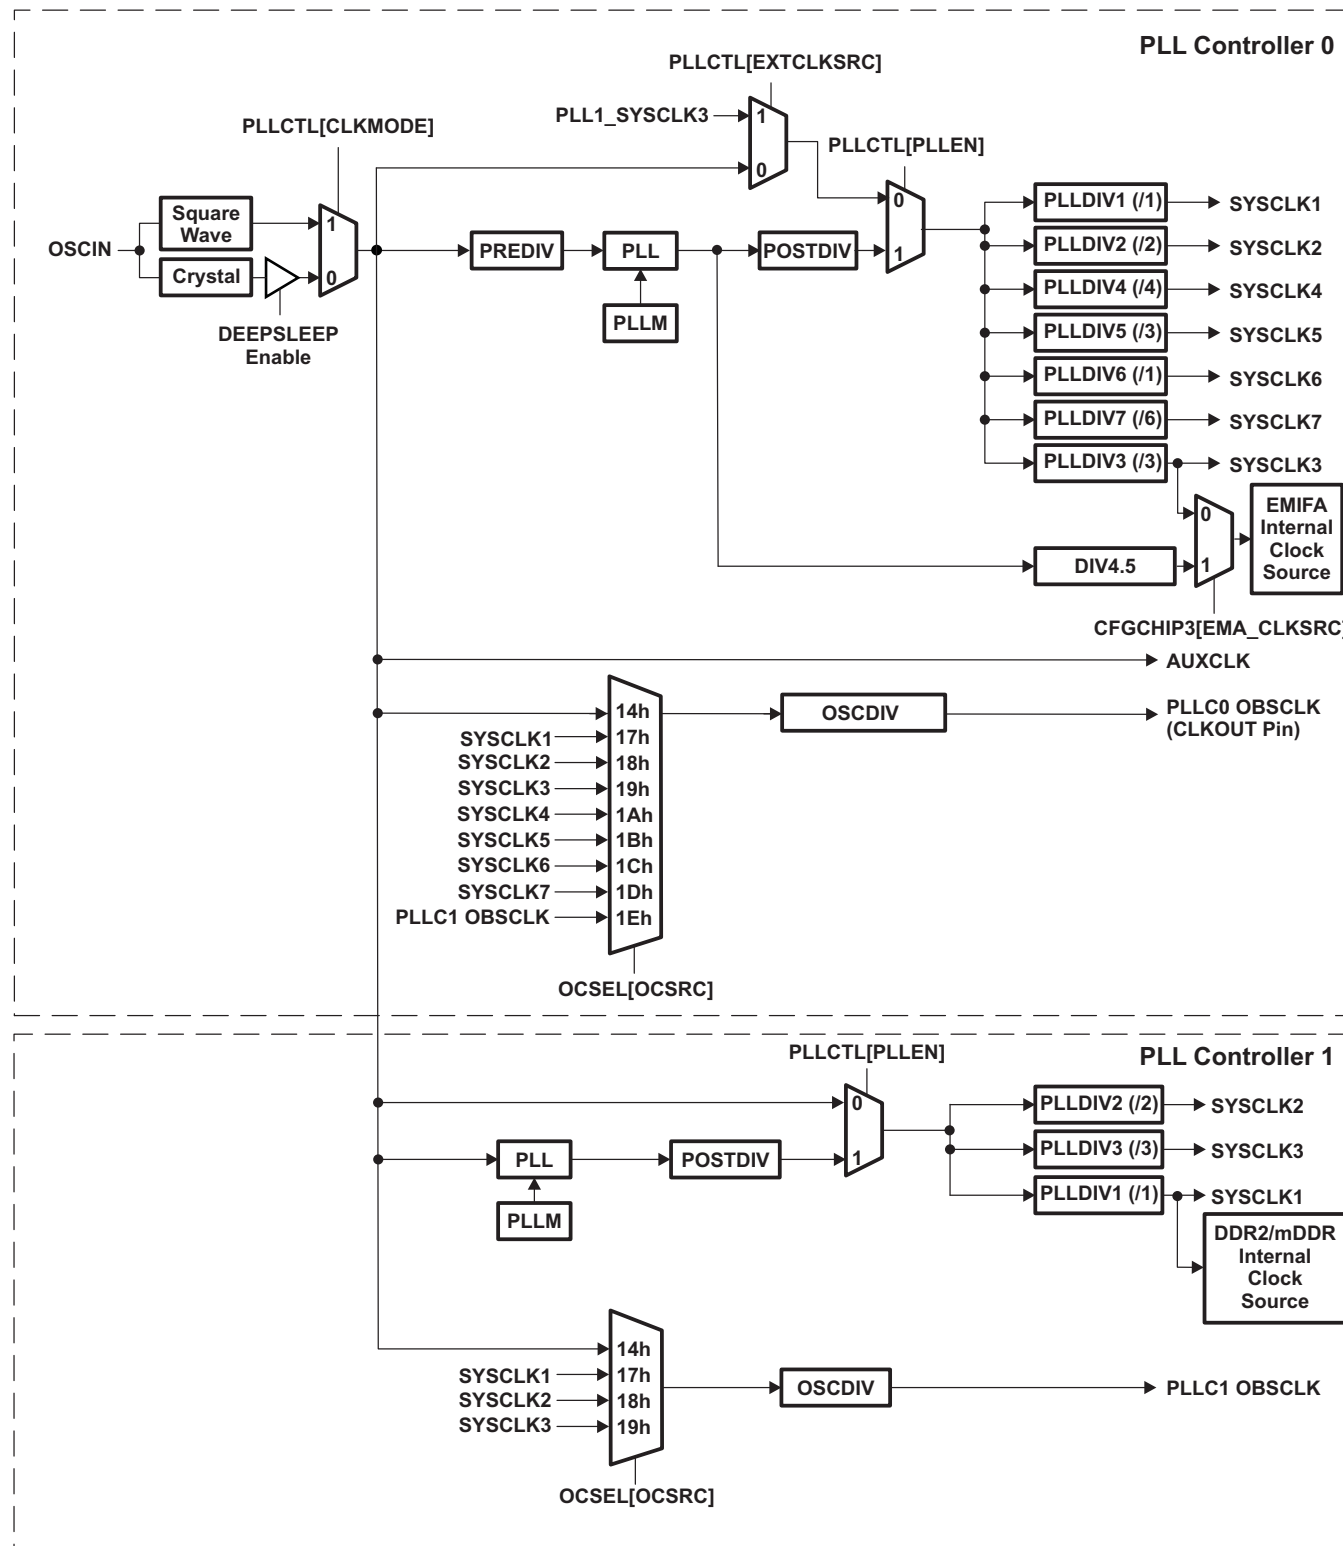 PLL Controller 0
PLLCTL[EXTCLKSRC]
PLL1_SYSCLK3
1
0
PLLCTL[CLKMODE]
PLLCTL[PLLEN]
OSCIN
Square
Wave
Crystal
1
0
DEEPSLEEP
Enable
PREDIV
PLL
PLLM
POSTDIV
0
1
PLLDIV1 (/1)
SYSCLK1
PLLDIV2 (/2)
SYSCLK2
PLLDIV4 (/4)
SYSCLK4
PLLDIV5 (/3)
SYSCLK5
PLLDIV6 (/1)
SYSCLK6
PLLDIV7 (/6)
SYSCLK7
PLLDIV3 (/3)
SYSCLK3
DIV4.5
0
1
EMIFA
Internal
Clock
Source
CFGCHIP3[EMA_CLKSRC]
AUXCLK
14h
SYSCLK1 17h
SYSCLK2 18h
SYSCLK3 19h
SYSCLK4 1Ah
SYSCLK5 1Bh
SYSCLK6 1Ch
SYSCLK7 1Dh
PLLC1 OBSCLK 1Eh
OCSEL[OCSRC]
OSCDIV
PLLC0 OBSCLK
(CLKOUT Pin)
PLL Controller 1
PLLCTL[PLLEN]
0
1
PLL
PLLM
POSTDIV
PLLDIV2 (/2)
SYSCLK2
PLLDIV3 (/3)
SYSCLK3
PLLDIV1 (/1)
SYSCLK1
DDR2/mDDR
Internal
Clock
Source
14h
SYSCLK1 17h
SYSCLK2 18h
SYSCLK3 19h
OCSEL[OCSRC]
OSCDIV
PLLC1 OBSCLK